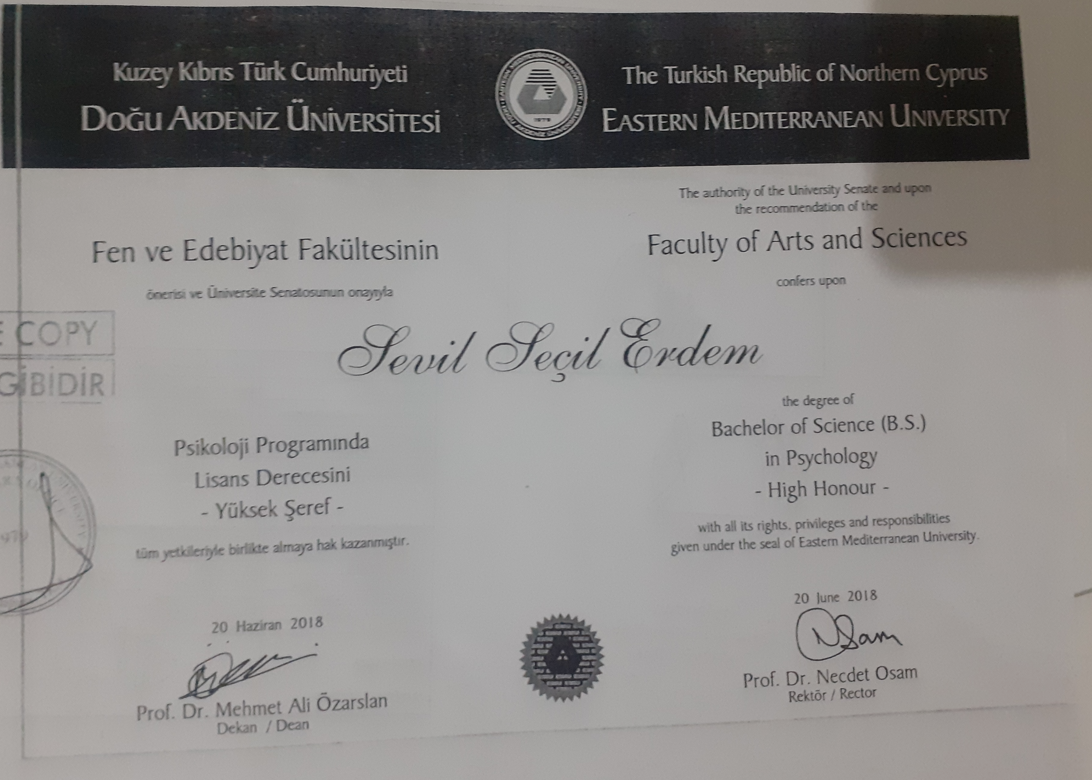 Kuzey Kıbrıs Türk Cumhuriyeti
DOĞU AKDENİZ ÜNİVERSİTESİ
The Turkish Republic of Northern Cyprus
EASTERN MEDITERRANEAN UNIVERSITY
1979
Fen ve Edebiyat Fakültesinin
önerisi ve Üniversite Senatosunun onayıyla
The authority of the University Senate and upon
the recommendation of the
Faculty of Arts and Sciences
confers upon
COPY
GİBİDİR
Sevil Seçil Erdem
Psikoloji Programında
Lisans Derecesini
- Yüksek Şeref -
tüm yetkileriyle birlikte almaya hak kazanmıştır.
the degree of
Bachelor of Science (B.S.)
in Psychology
- High Honour -
with all its rights, privileges and responsibilities
given under the seal of Eastern Mediterranean University.
20 Haziran 2018
Prof. Dr. Mehmet Ali Özarslan
Dekan / Dean
20 June 2018
Prof. Dr. Necdet Osam
Rektör / Rector